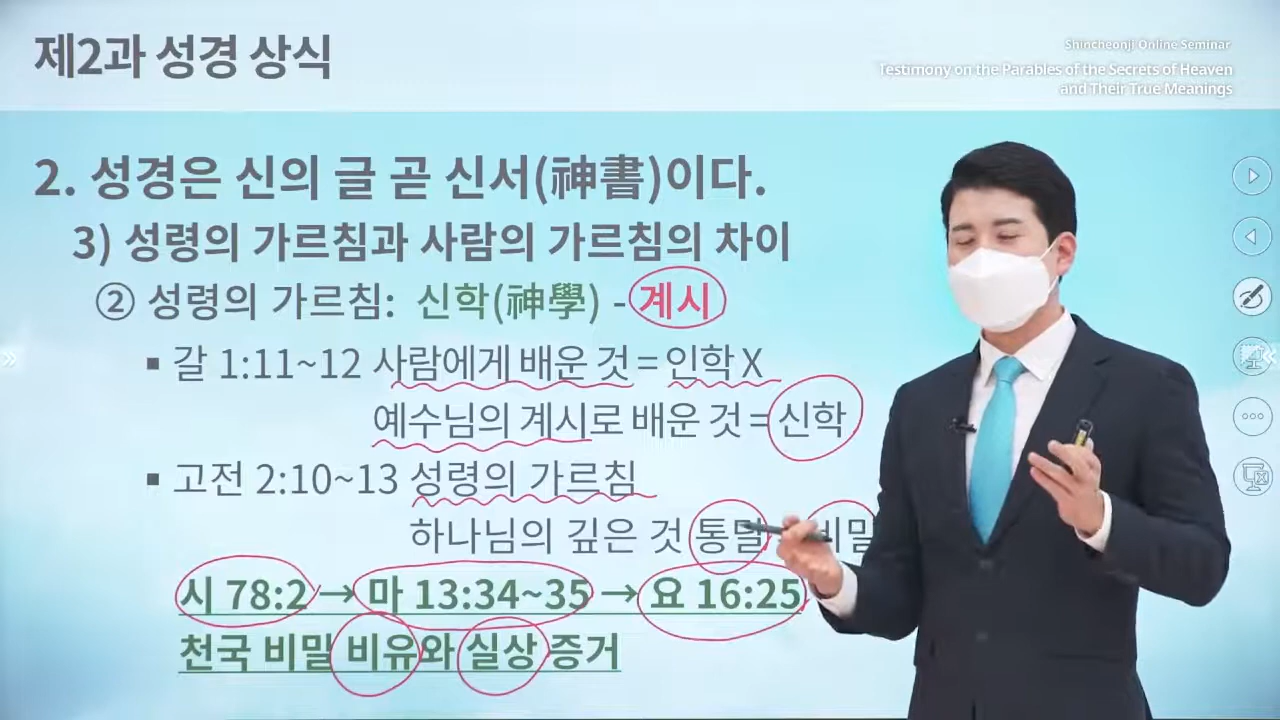 제2과 성경 상식
Shincheonji Online Seminar
Testimony on the Parables of the Secrets of Heaven
and Their True Meanings
2. 성경은 신의 글 곧 신서(神書)이다.
3) 성령의 가르침과 사람의 가르침의 차이
② 성령의 가르침: 신학(神學) - 계시
▪ 갈 1:11~12 사람에게 배운 것 = 인학 X
예수님의 계시로 배운 것 = 신학
▪ 고전 2:10~13 성령의 가르침
하나님의 깊은 것 통달
시 78:2 → 마 13:34~35 → 요 16:25
천국 비밀 비유와 실상 증거